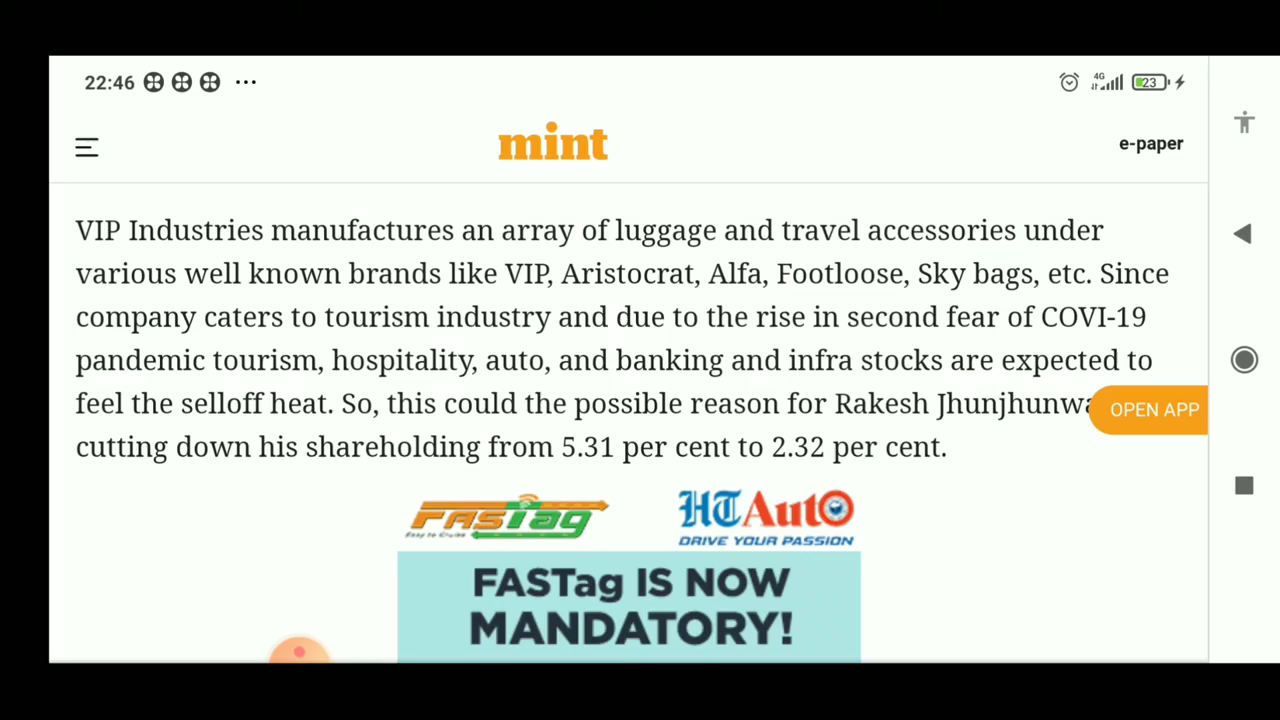 22:46 ...
4G 23
mint
e-paper
VIP Industries manufactures an array of luggage and travel accessories under
various well known brands like VIP, Aristocrat, Alfa, Footloose, Sky bags, etc. Since
company caters to tourism industry and due to the rise in second fear of COVI-19
pandemic tourism, hospitality, auto, and banking and infra stocks are expected to
feel the selloff heat. So, this could the possible reason for Rakesh Jhunjhunwa
OPEN APP
cutting down his shareholding from 5.31 per cent to 2.32 per cent.
FASTag
Easy to Cruise
HT Auto
DRIVE YOUR PASSION
FASTag IS NOW
MANDATORY!